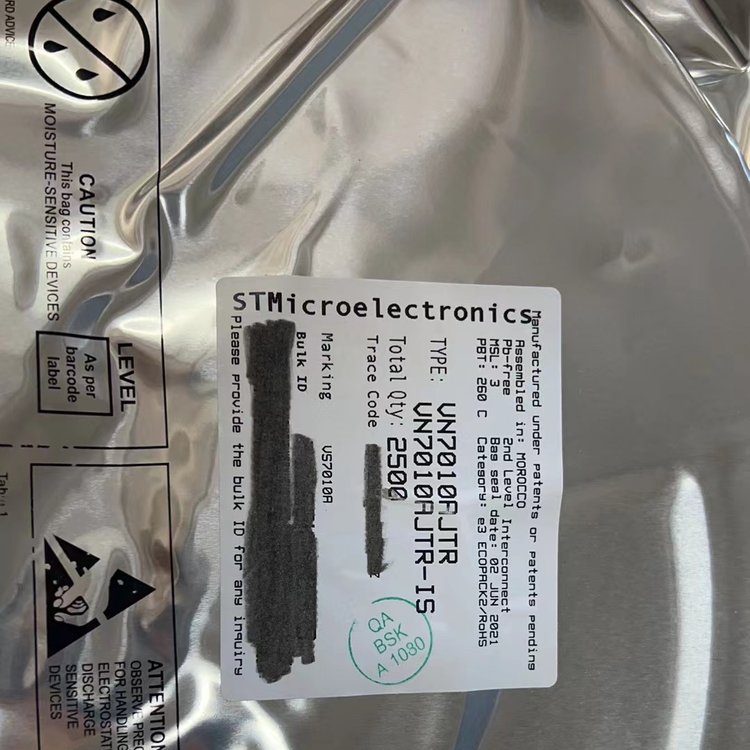 RD ADVIC
CAUTION
This bag contains
MOISTURE-SENSITIVE DEVICES
LEVEL
As per
barcode
label
ATTENTION
OBSERVE PREC
FOR HANDLING
ELECTROSTAT
DISCHARGE
SENSITIVE
DEVICES
Manufactured under patents or patents pending
Assembled in: MOROCCO
Pb-free 2nd Level Interconnect
MSL: 3 Bag seal date: 02 JUN 2021
PBT: 260 C Category: e3 ECOPACK2/RoHS
STMicroelectronics
TYPE: VN7010AJTR
VN7010AJTR-IS
Total Qty: 2500
Trace Code
Marking VS7010A
Bulk ID
Please provide the bulk ID for any inquiry
QA
BSK
A 1080